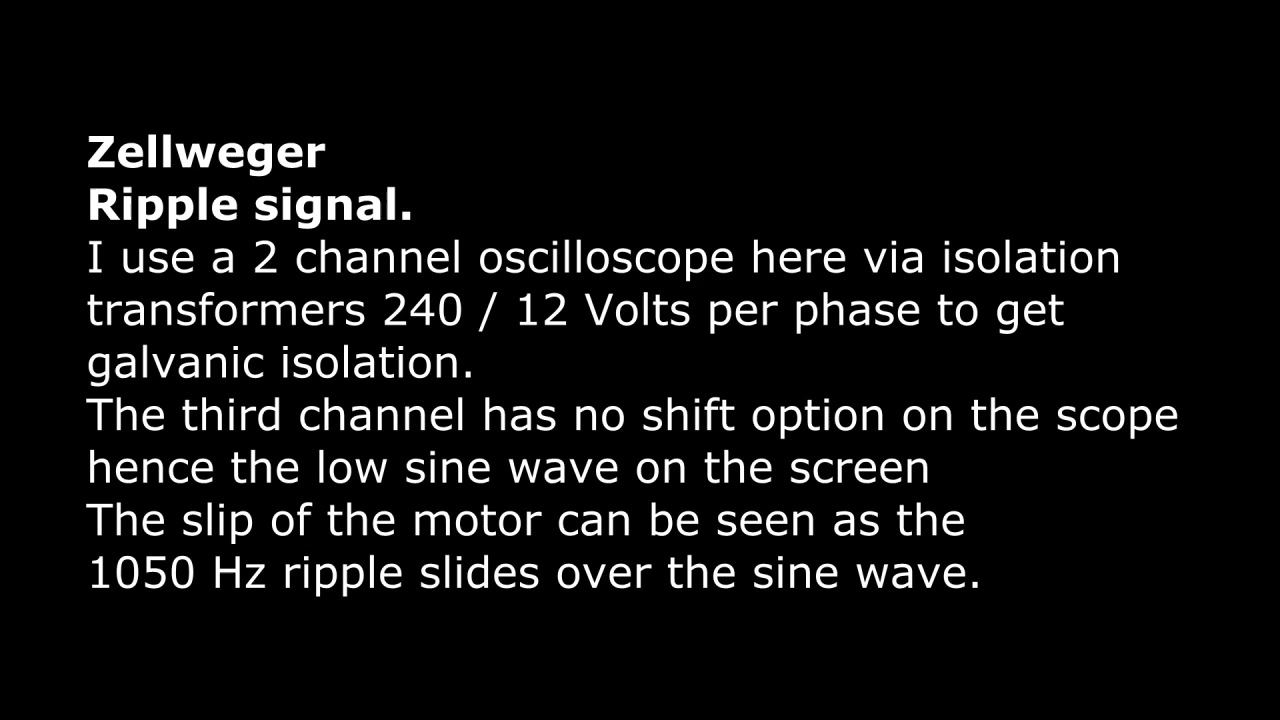 Zellweger
Ripple signal.
I use a 2 channel oscilloscope here via isolation
transformers 240 / 12 Volts per phase to get
galvanic isolation.
The third channel has no shift option on the scope
hence the low sine wave on the screen
The slip of the motor can be seen as the
1050 Hz ripple slides over the sine wave.